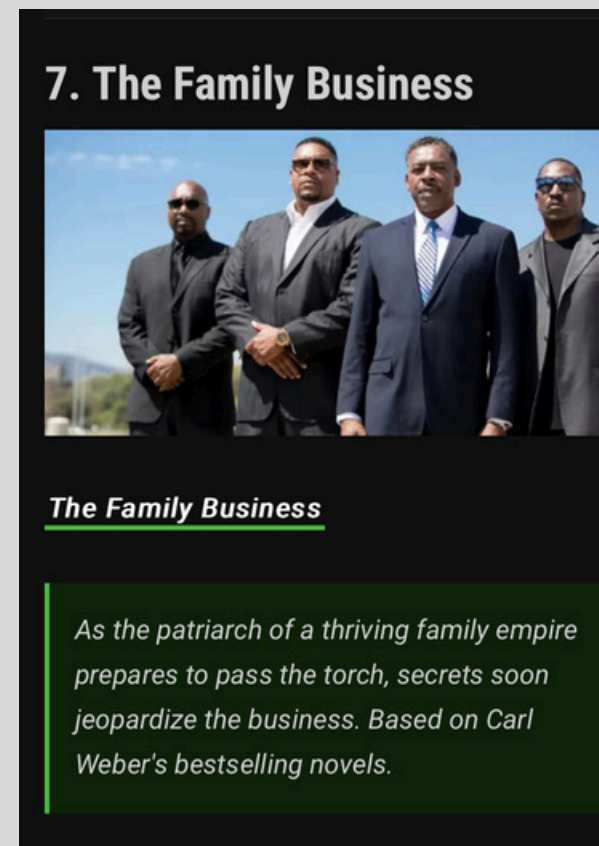 7. The Family Business
The Family Business
As the patriarch of a thriving family empire
prepares to pass the torch, secrets soon
jeopardize the business. Based on Carl
Weber's bestselling novels.